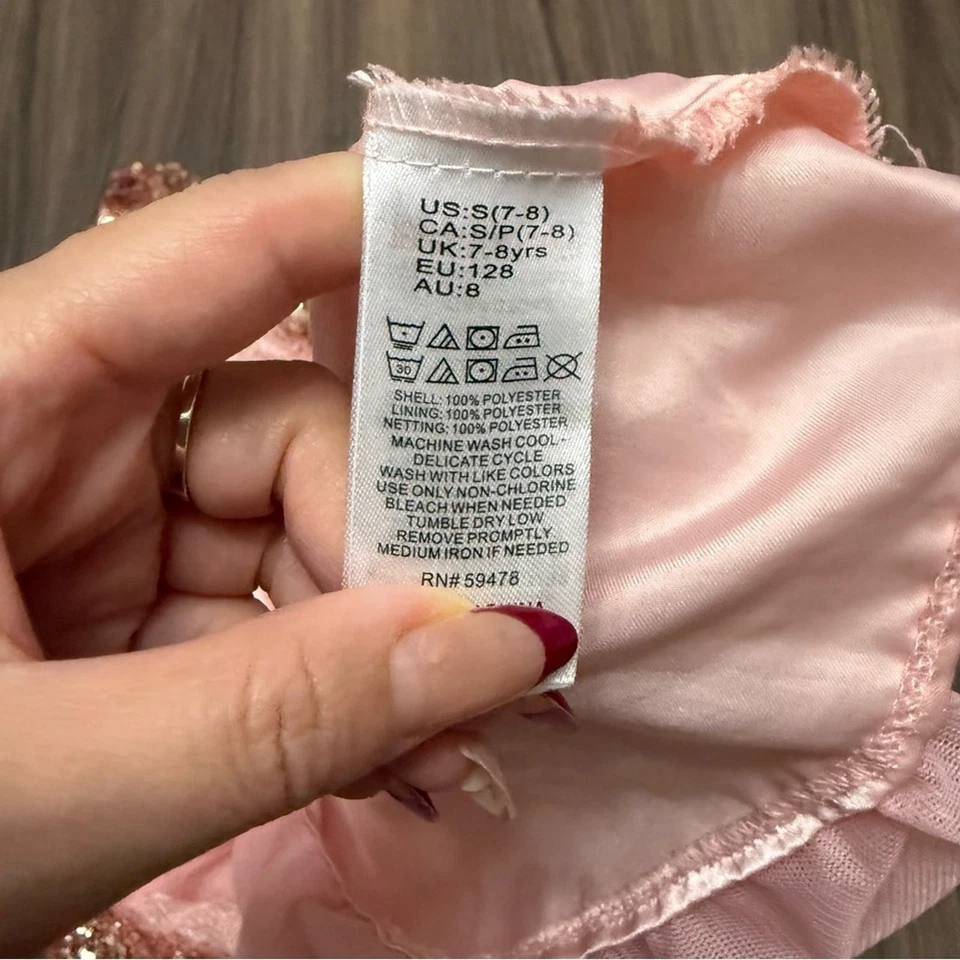 US:S(7-8)
CA:S/P(7-8)
UK:7-8yrs
EU:128
AU:8
30
SHELL: 100% POLYESTER
LINING: 100% POLYESTER
NETTING: 100% POLYESTER
MACHINE WASH COOL-
DELICATE CYCLE
WASH WITH LIKE COLORS
USE ONLY NON-CHLORINE
BLEACH WHEN NEEDED
TUMBLE DRY LOW
REMOVE PROMPTLY
MEDIUM IRON IF NEEDED
RN# 59478